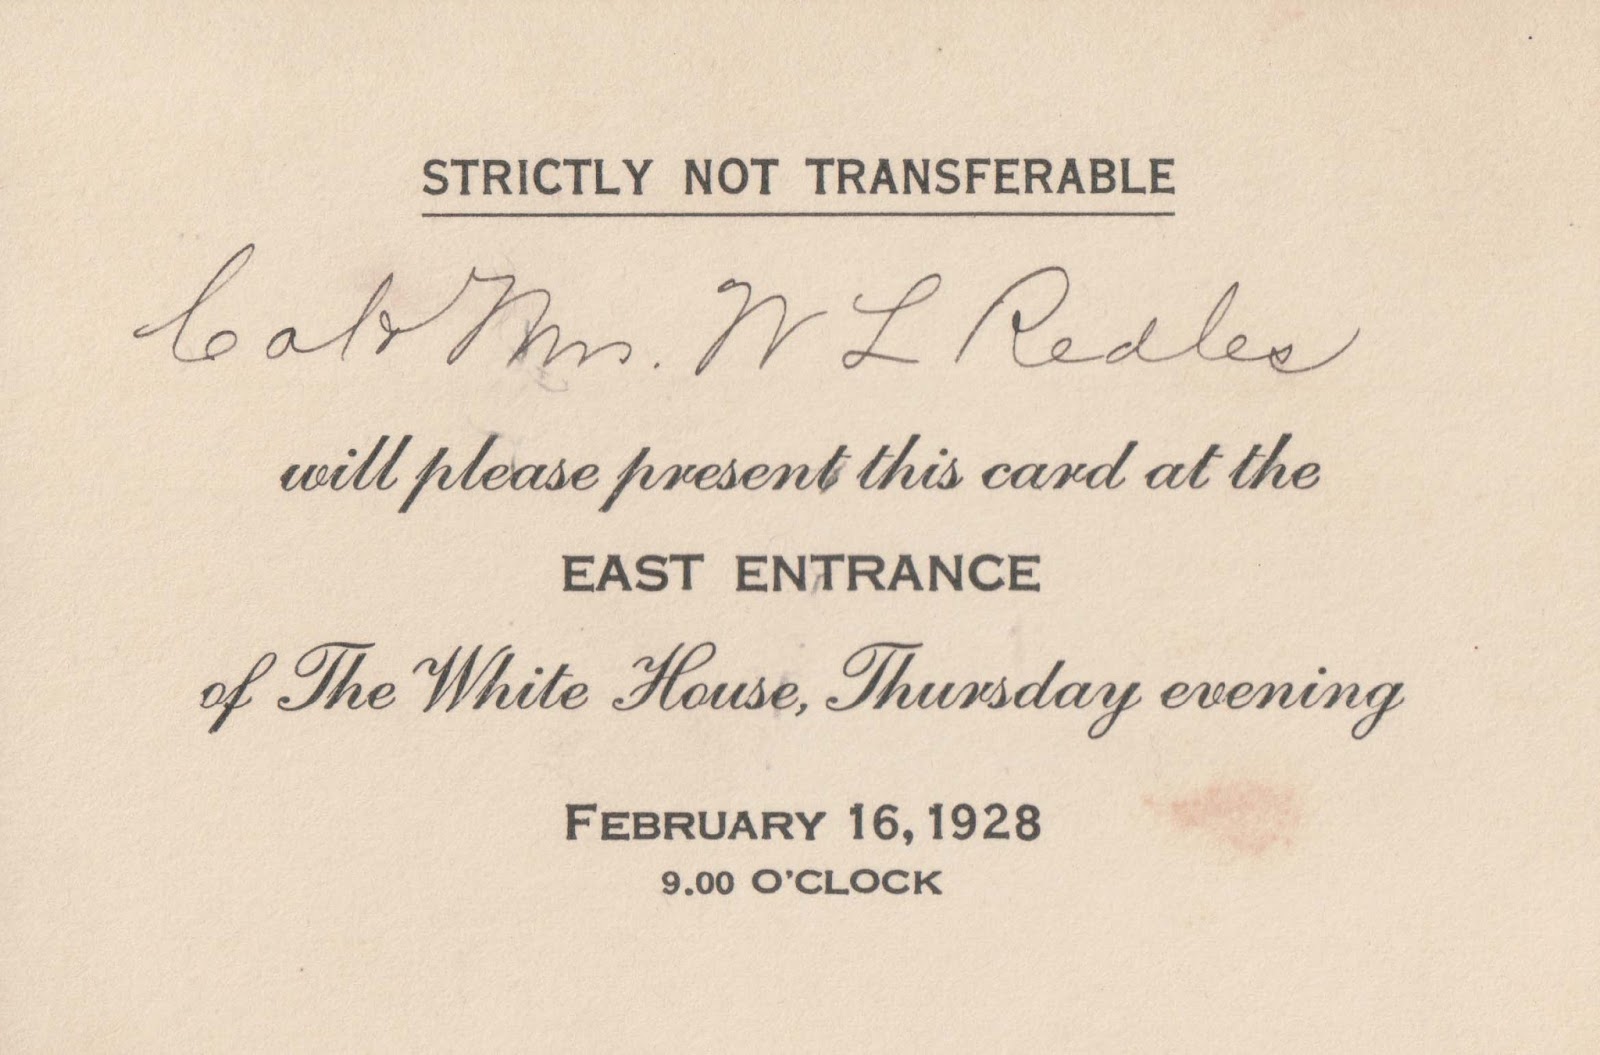 STRICTLY NOT TRANSFERABLE
Col & Mrs. W L Redles
will please present this card at the
EAST ENTRANCE
of The White House, Thursday evening
FEBRUARY 16, 1928
9.00 O'CLOCK